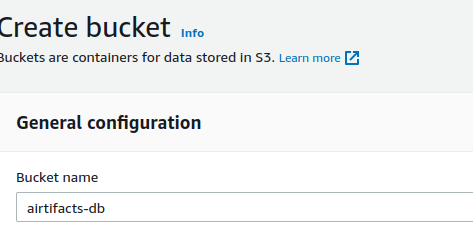 Create bucket Info
Buckets are containers for data stored in S3. Learn more
General configuration
Bucket name
airtifacts-db